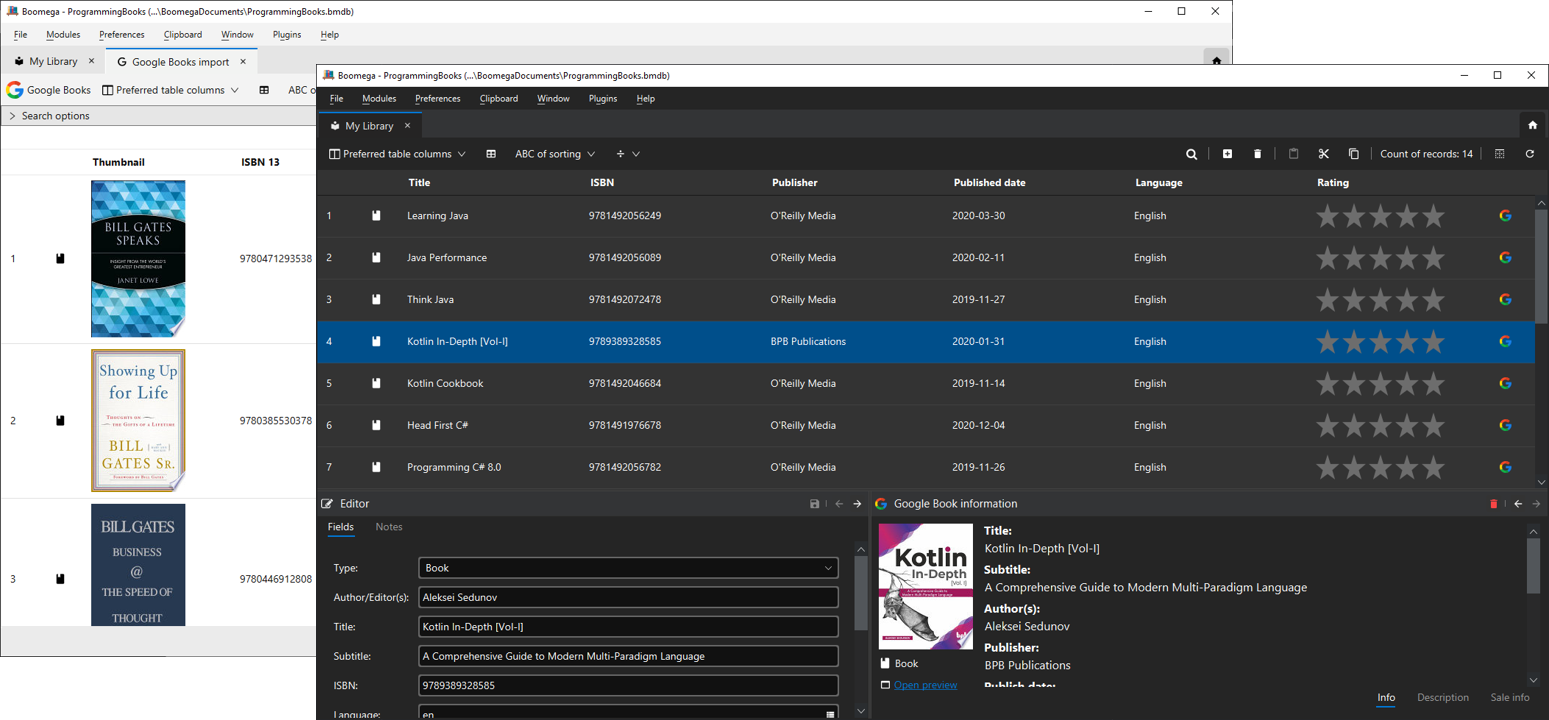 Boomega - ProgrammingBooks (...\BoomegaDocuments\ProgrammingBooks.bmdb)
File Modules Preferences Clipboard Window Plugins Help
My Library Google Books import
Google Books Preferred table columns ABC o
Search options
Thumbnail ISBN 13
1 9780471293538
BILL GATES
SPEAKS
INSIGHT FROM THE WORLD'S
GREATEST ENTREPRENEUR
JANET LOWE
2 9780385530378
Showing Up
for Life
THOUGHTS ON
THE GIFTS OF A LIFETIME
BILL
GATES SR.
FOREWORD BY BILL GATES
3 9780446912808
BILL GATES
BUSINESS
@
THE SPEED OF
THOUGHT
Boomega - ProgrammingBooks (...\BoomegaDocuments\ProgrammingBooks.bmdb)
File Modules Preferences Clipboard Window Plugins Help
My Library
Preferred table columns ABC of sorting Count of records: 14
Title ISBN Publisher Published date Language Rating
1 Learning Java 9781492056249 O'Reilly Media 2020-03-30 English
2 Java Performance 9781492056089 O'Reilly Media 2020-02-11 English
3 Think Java 9781492072478 O'Reilly Media 2019-11-27 English
4 Kotlin In-Depth [Vol-I] 9789389328585 BPB Publications 2020-01-31 English
5 Kotlin Cookbook 9781492046684 O'Reilly Media 2019-11-14 English
6 Head First C# 9781491976678 O'Reilly Media 2020-12-04 English
7 Programming C# 8.0 9781492056782 O'Reilly Media 2019-11-26 English
Editor
Fields Notes
Type: Book
Author/Editor(s): Aleksei Sedunov
Title: Kotlin In-Depth [Vol-I]
Subtitle: A Comprehensive Guide to Modern Multi-Paradigm Language
ISBN: 9789389328585
Language: en
Google Book information
Kotlin
In-Depth
[Vol. I]
A Comprehensive Guide to
Modern Multi-Paradigm Language
ALEKSEI SEDUNOV
Book
Open preview
Title:
Kotlin In-Depth [Vol-I]
Subtitle:
A Comprehensive Guide to Modern Multi-Paradigm Language
Author(s):
Aleksei Sedunov
Publisher:
BPB Publications
Publish date:
Info Description Sale info